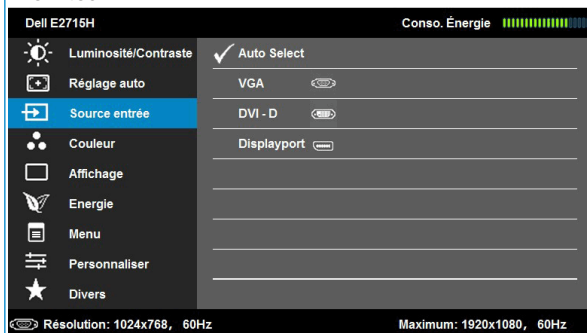 Dell E2715H Conso. Énergie
Luminosité/Contraste Auto Select
Réglage auto VGA
Source entrée DVI - D
Couleur Displayport
Affichage
Energie
Menu
Personnaliser
Divers
Résolution: 1024x768, 60Hz Maximum: 1920x1080, 60Hz